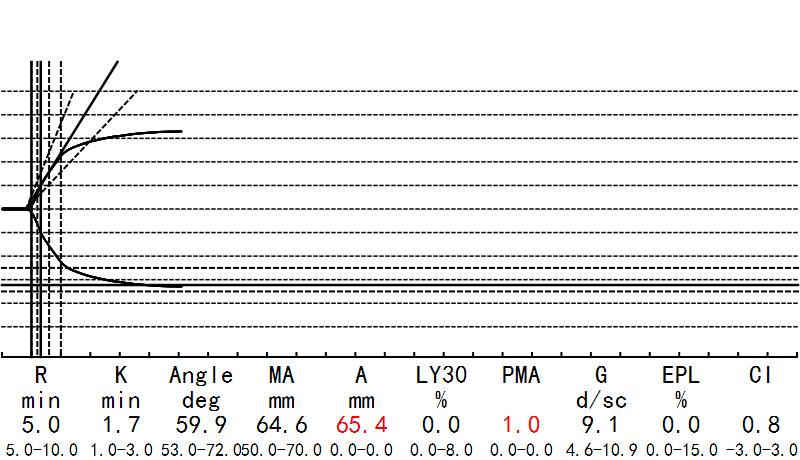 R K Angle MA A LY30 PMA G EPL CI
min min deg mm mm % d/sc %
5.0 1.7 59.9 64.6 65.4 0.0 1.0 9.1 0.0 0.8
5.0-10.0 1.0-3.0 53.0-72.0 50.0-70.0 0.0-0.0 0.0-8.0 0.0-0.0 4.6-10.9 0.0-15.0 -3.0-3.0